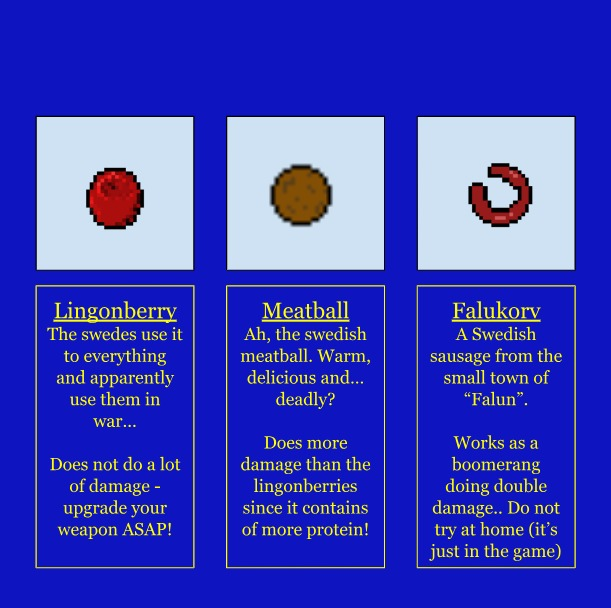 Lingonberry
The swedes use it
to everything
and apparently
use them in
war...
Does not do a lot
of damage -
upgrade your
weapon ASAP!
Meatball
Ah, the swedish
meatball. Warm,
delicious and...
deadly?
Does more
damage than the
lingonberries
since it contains
of more protein!
Falukorv
A Swedish
sausage from the
small town of
“Falun”.
Works as a
boomerang
doing double
damage.. Do not
try at home (it’s
just in the game)